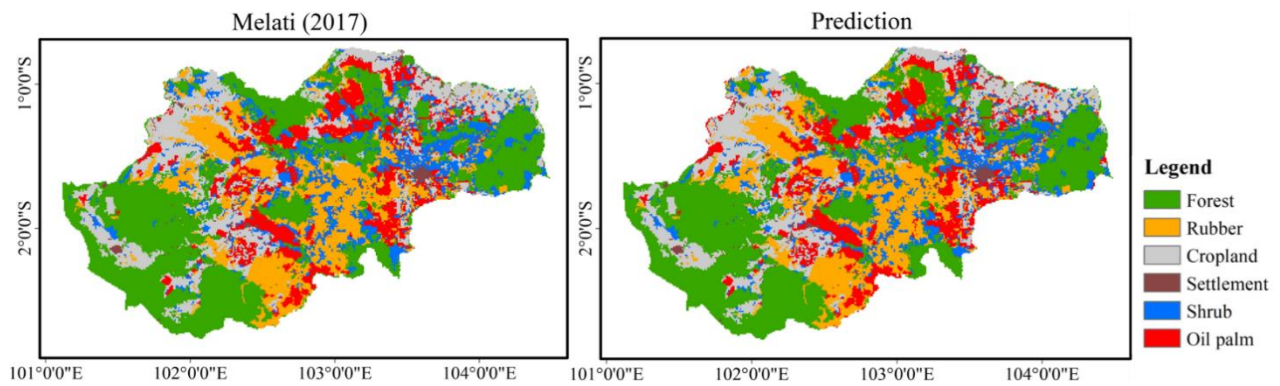 Melati (2017)
Prediction
1°0'0"S
2°0'0"S
101°0'0"E
102°0'0"E
103°0'0"E
104°0'0"E
1°0'0"S
2°0'0"S
101°0'0"E
102°0'0"E
103°0'0"E
104°0'0"E
Legend
Forest
Rubber
Cropland
Settlement
Shrub
Oil palm